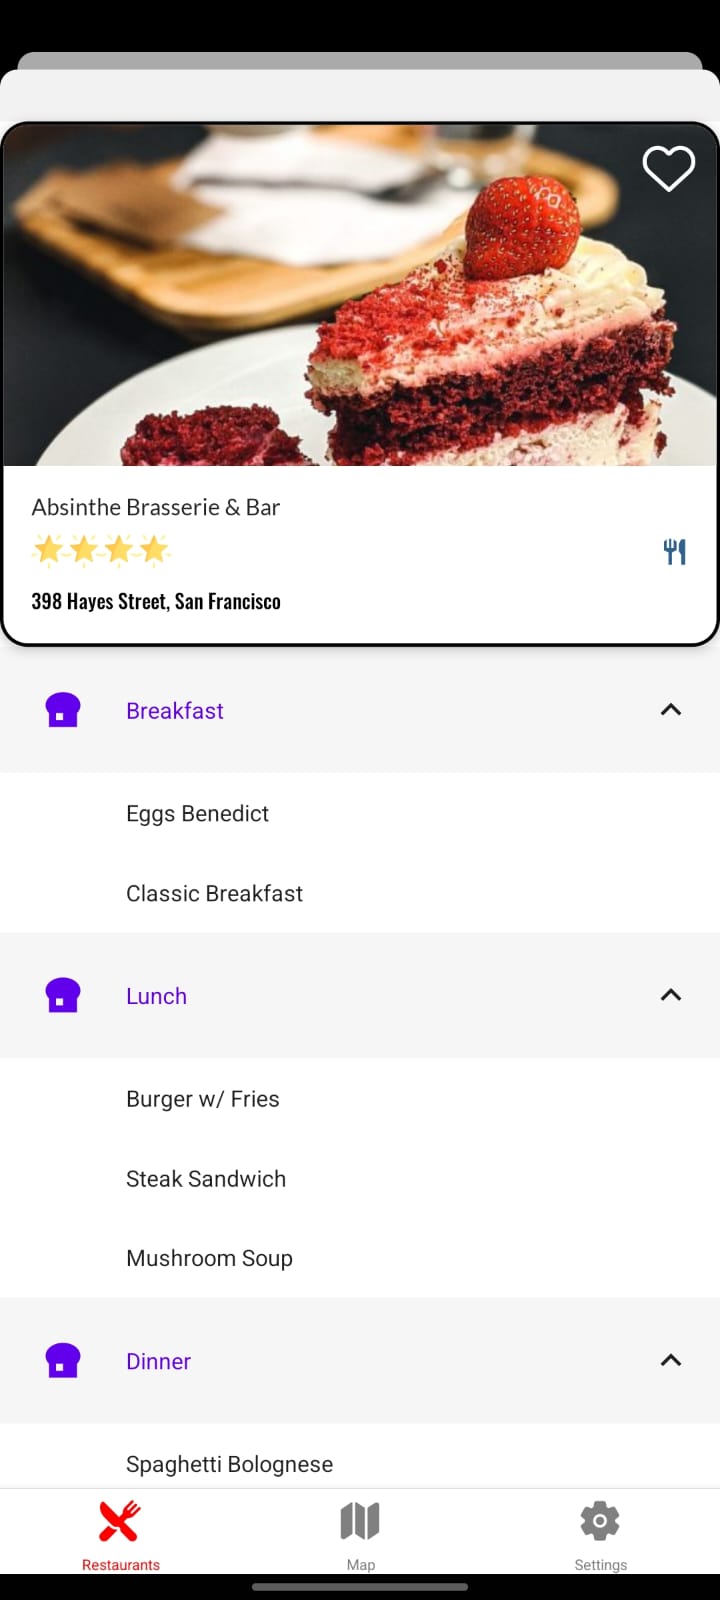 Absinthe Brasserie & Bar
398 Hayes Street, San Francisco
Breakfast
Eggs Benedict
Classic Breakfast
Lunch
Burger w/ Fries
Steak Sandwich
Mushroom Soup
Dinner
Spaghetti Bolognese
Restaurants
Map
Settings